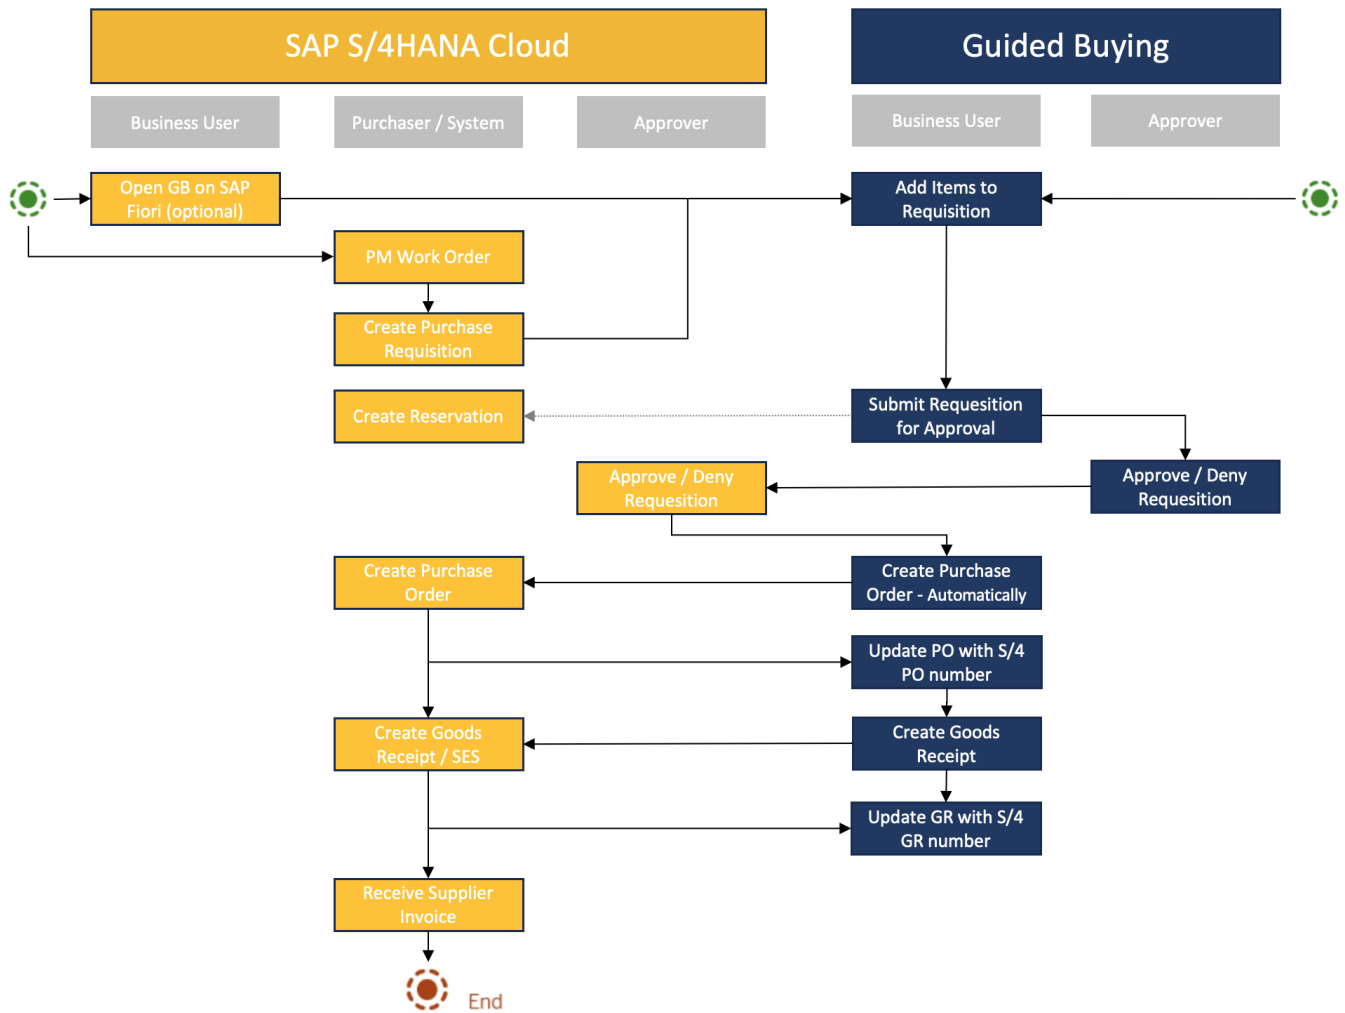 SAP S/4HANA Cloud
Guided Buying
Business User
Purchaser / System
Approver
Business User
Approver
Open GB on SAP
Fiori (optional)
Add Items to
Requisition
PM Work Order
Create Purchase
Requisition
Create Reservation
Submit Requesition
for Approval
Approve / Deny
Requesition
Approve / Deny
Requesition
Create Purchase
Order
Create Purchase
Order - Automatically
Update PO with S/4
PO number
Create Goods
Receipt / SES
Create Goods
Receipt
Update GR with S/4
GR number
Receive Supplier
Invoice
End